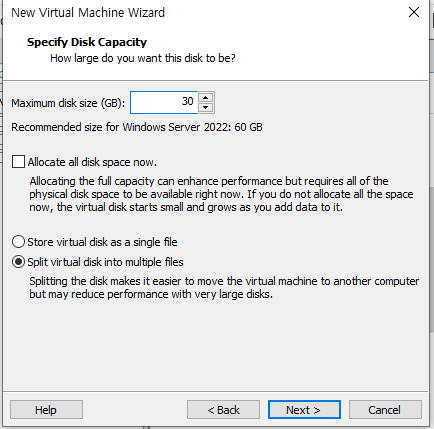 New Virtual Machine Wizard
Specify Disk Capacity
How large do you want this disk to be?
Maximum disk size (GB): 30
Recommended size for Windows Server 2022: 60 GB
Allocate all disk space now.
Allocating the full capacity can enhance performance but requires all of the
physical disk space to be available right now. If you do not allocate all the space
now, the virtual disk starts small and grows as you add data to it.
Store virtual disk as a single file
Split virtual disk into multiple files
Splitting the disk makes it easier to move the virtual machine to another computer
but may reduce performance with very large disks.
Help < Back Next > Cancel